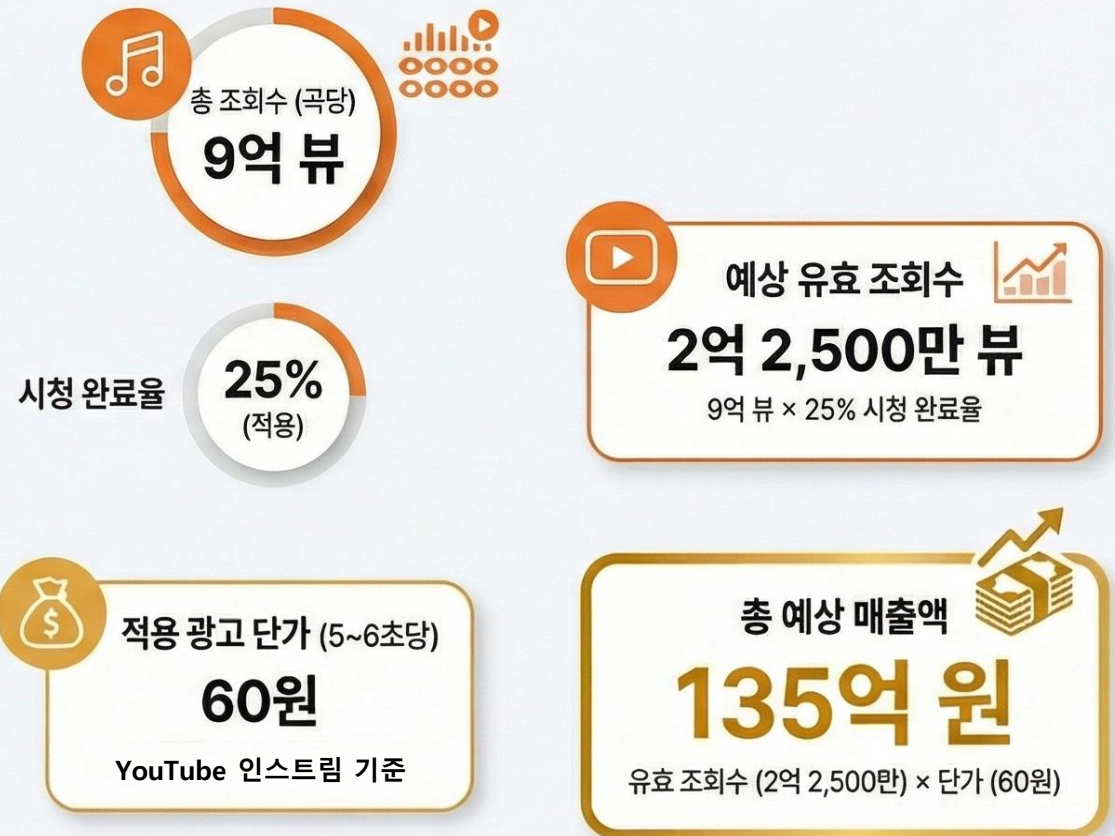 총 조회수 (곡당)
9억 뷰
시청 완료율
25%
(적용)
예상 유효 조회수
2억 2,500만 뷰
9억 뷰 × 25% 시청 완료율
적용 광고 단가 (5~6초당)
60원
YouTube 인스트림 기준
총 예상 매출액
135억 원
유효 조회수 (2억 2,500만) × 단가 (60원)